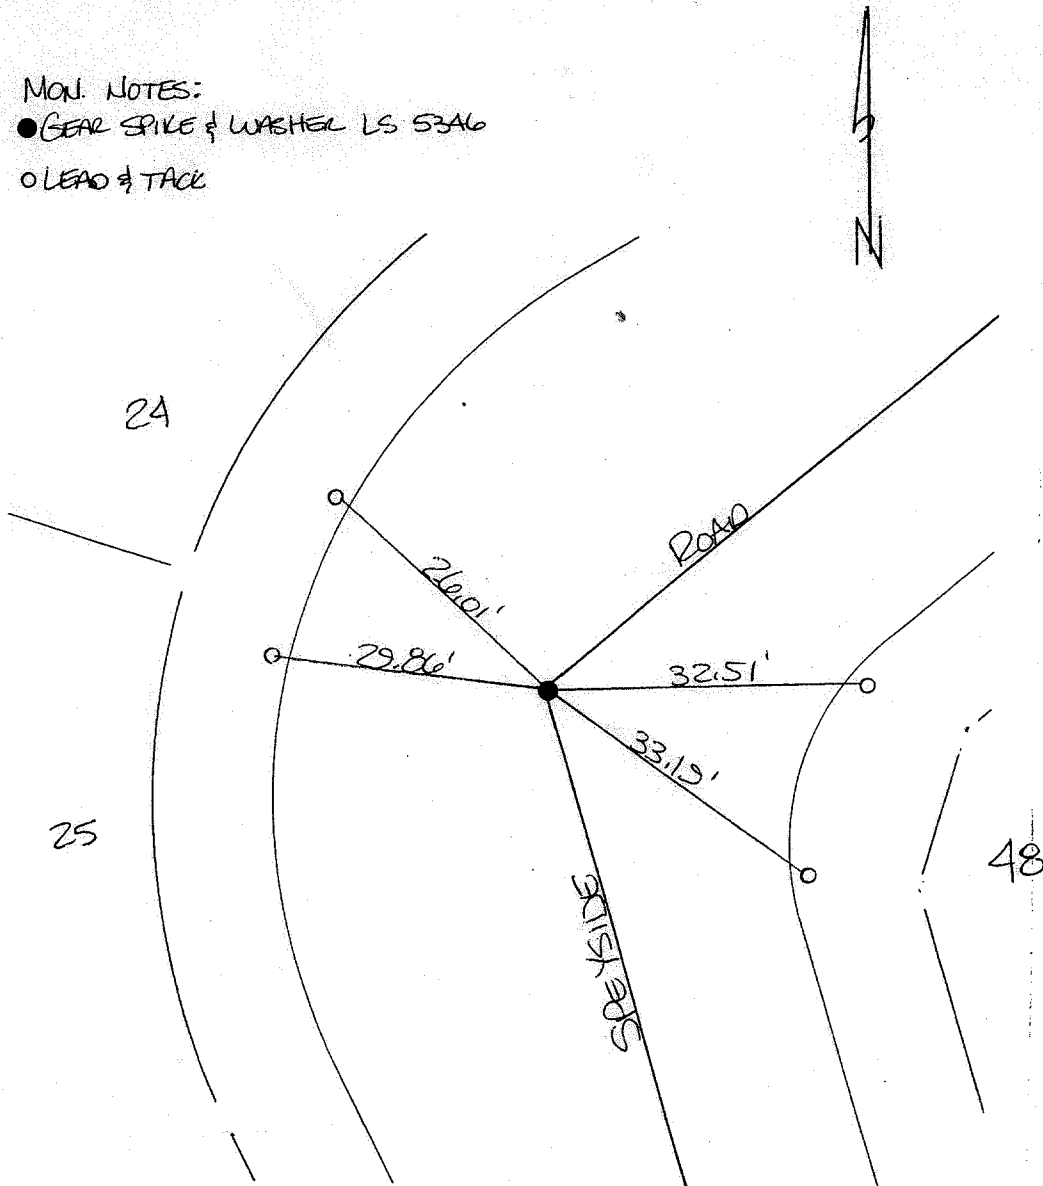 MON. NOTES:
● GEAR SPIKE & WASHER LS 5346
○ LEAD & TACK
N
24
ROAD
26.01'
29.86'
32.51'
33.19'
25
48
SPEYSIDE